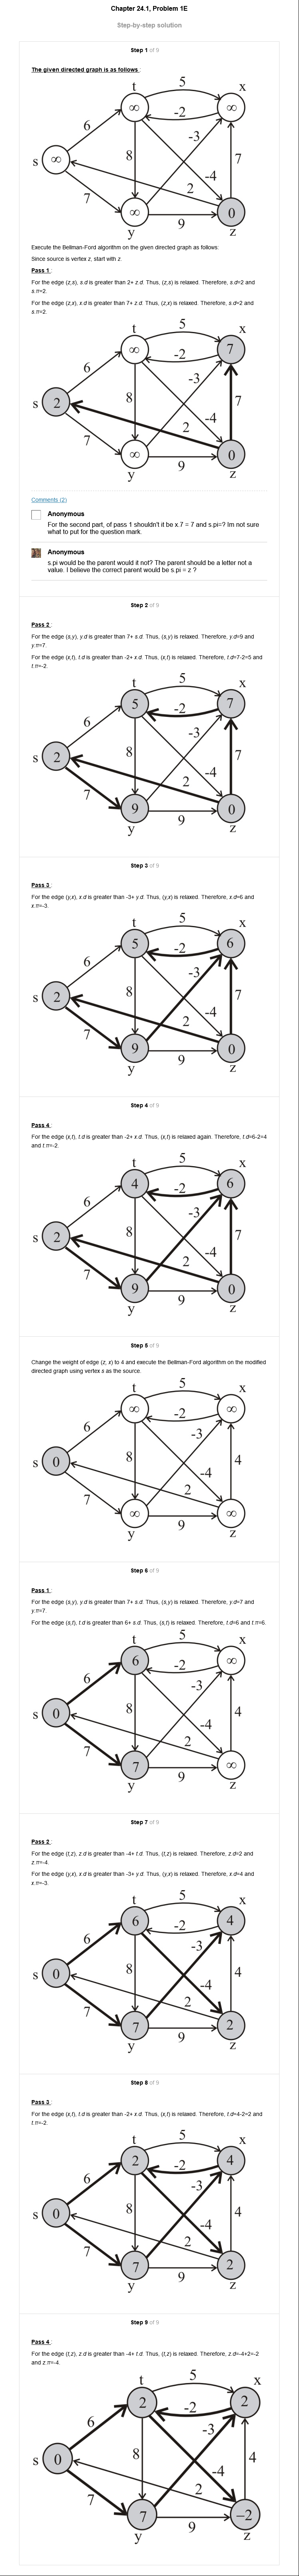 Chapter 24.1, Problem 1E
Step-by-step solution
Step 1 of 9
The given directed graph is as follows :
t 5 x
∞ -2 ∞
6 -3
s ∞ 8
-4
7 2 7
∞ 9 0
y z
Execute the Bellman-Ford algorithm on the given directed graph as follows:
Since source is vertex z, start with z.
Pass 1 :
For the edge (z,s), s.d is greater than 2+ z.d. Thus, (z,s) is relaxed. Therefore, s.d=2 and
s.π=2.
For the edge (z,x), x.d is greater than 7+ z.d. Thus, (z,x) is relaxed. Therefore, s.d=2 and
s.π=2.
t 5 x
∞ -2 7
6 -3
s 2 8
-4
7 2 7
∞ 9 0
y z
Comments (2)
Anonymous
For the second part, of pass 1 shouldn't it be x.7 = 7 and s.pi=? Im not sure
what to put for the question mark.
Anonymous
s.pi would be the parent would it not? The parent should be a letter not a
value. I believe the correct parent would be s.pi = z ?
Step 2 of 9
Pass 2 :
For the edge (s,y), y.d is greater than 7+ s.d. Thus, (s,y) is relaxed. Therefore, y.d=9 and
y.π=7.
For the edge (x,t), t.d is greater than -2+ x.d. Thus, (x,t) is relaxed. Therefore, t.d=7-2=5 and
t.π=-2.
t 5 x
5 -2 7
6 -3
s 2 8
-4
7 2 7
9 9 0
y z
Step 3 of 9
Pass 3 :
For the edge (y,x), x.d is greater than -3+ y.d. Thus, (y,x) is relaxed. Therefore, x.d=6 and
x.π=-3.
t 5 x
5 -2 6
6 -3
s 2 8
-4
7 2 7
9 9 0
y z
Step 4 of 9
Pass 4 :
For the edge (x,t), t.d is greater than -2+ x.d. Thus, (x,t) is relaxed again. Therefore, t.d=6-2=4
and t.π=-2.
t 5 x
4 -2 6
6 -3
s 2 8
-4
7 2 7
9 9 0
y z
Step 5 of 9
Change the weight of edge (z, x) to 4 and execute the Bellman-Ford algorithm on the modified
directed graph using vertex s as the source.
t 5 x
∞ -2 ∞
6 -3
s 0 8 4
-4
7 2
∞ 9 ∞
y z
Step 6 of 9
Pass 1 :
For the edge (s,y), y.d is greater than 7+ s.d. Thus, (s,y) is relaxed. Therefore, y.d=7 and
y.π=7.
For the edge (s,t), t.d is greater than 6+ s.d. Thus, (s,t) is relaxed. Therefore, t.d=6 and t.π=6.
t 5 x
6 -2 ∞
6 -3
s 0 8 4
-4
7 2
7 9 ∞
y z
Step 7 of 9
Pass 2 :
For the edge (t,z), z.d is greater than -4+ t.d. Thus, (t,z) is relaxed. Therefore, z.d=2 and
z.π=-4.
For the edge (y,x), x.d is greater than -3+ y.d. Thus, (y,x) is relaxed. Therefore, x.d=4 and
x.π=-3.
t 5 x
6 -2 4
6 -3
s 0 8 4
-4
7 2
7 9 2
y z
Step 8 of 9
Pass 3 :
For the edge (x,t), t.d is greater than -2+ x.d. Thus, (x,t) is relaxed. Therefore, t.d=4-2=2 and
t.π=-2.
t 5 x
2 -2 4
6 -3
s 0 8 4
-4
7 2
7 9 2
y z
Step 9 of 9
Pass 4 :
For the edge (t,z), z.d is greater than -4+ t.d. Thus, (t,z) is relaxed. Therefore, z.d=-4+2=-2
and z.π=-4.
t 5 x
2 -2 2
6 -3
s 0 8 4
-4
7 2
7 9 −2
y z